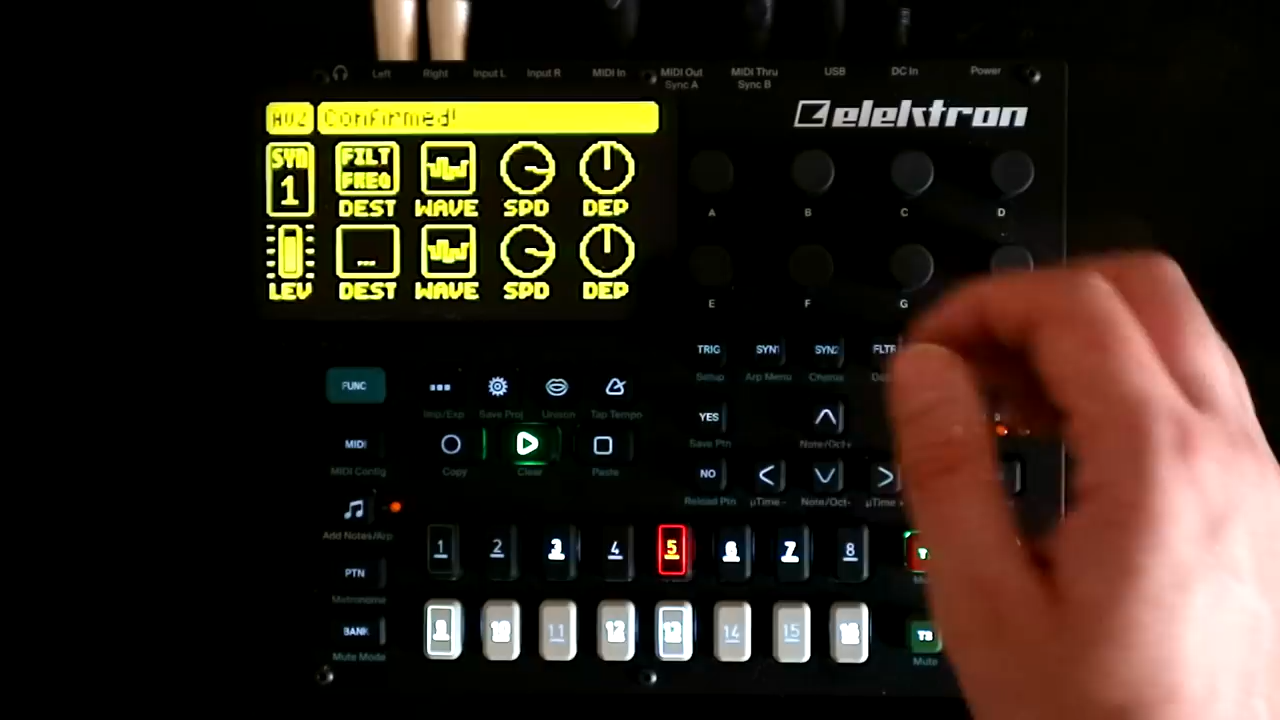 Left Right Input L Input R MIDI In MIDI Out MIDI Thru USB DC In Power
Sync A Sync B
Confirmed!
elektron
SYN
1
FILT
FREQ
DEST WAVE SPD DEP
LEV DEST WAVE SPD DEP
A B C D
E F G
TRIG SYN1 SYN2 FLTR
Setup Arp Menu Chorus
FUNC
Imp/Exp Save Proj Unison Tap Tempo
YES
Save Ptn Note/Oct+
MIDI
MIDI Config Copy Clear Paste
NO
Reload Ptn μTime - Note/Oct- μTime +
Add Notes/Arp
1 2 3 4 5 6 7 8
PTN
Metronome
BANK
Mute Mode
10 11 12 13 14 15 16
T3
Mute